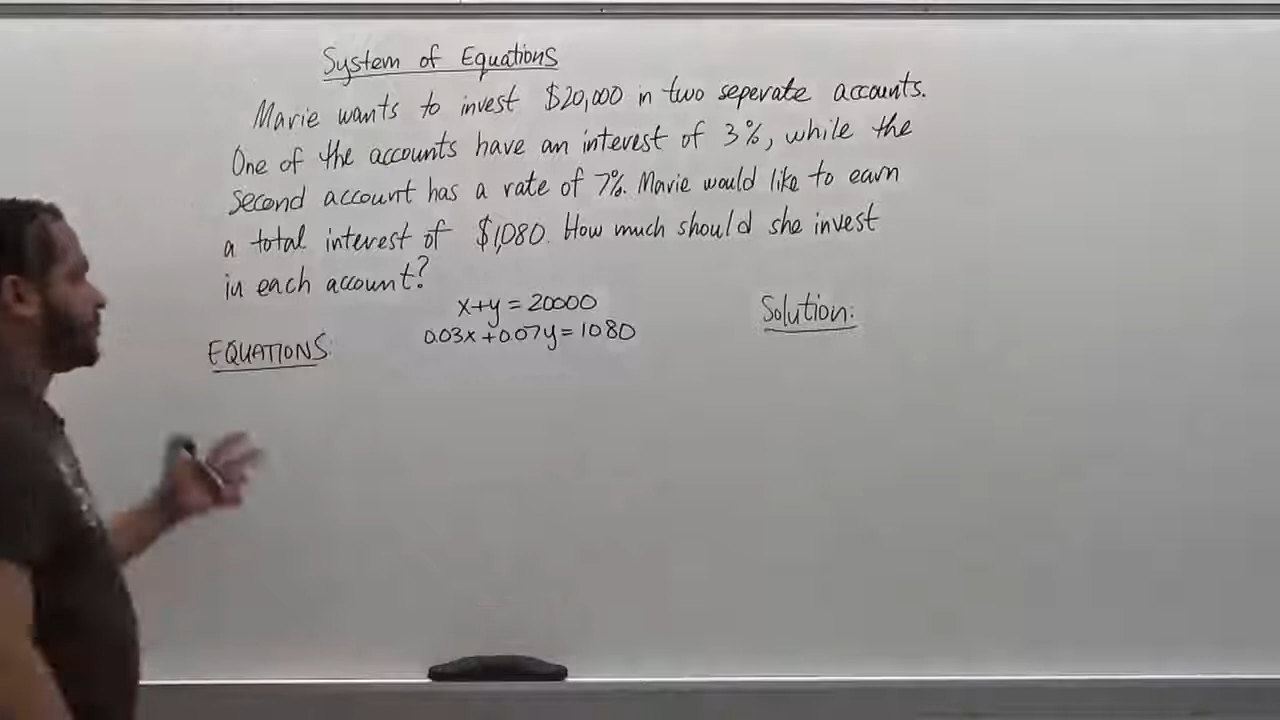 System of Equations
Marie wants to invest $20,000 in two seperate accounts.
One of the accounts have an interest of 3%, while the
second account has a rate of 7%. Marie would like to earn
a total interest of $1,080. How much should she invest
in each account?
x+y = 20000
0.03x + 0.07y = 1080
EQUATIONS:
Solution: